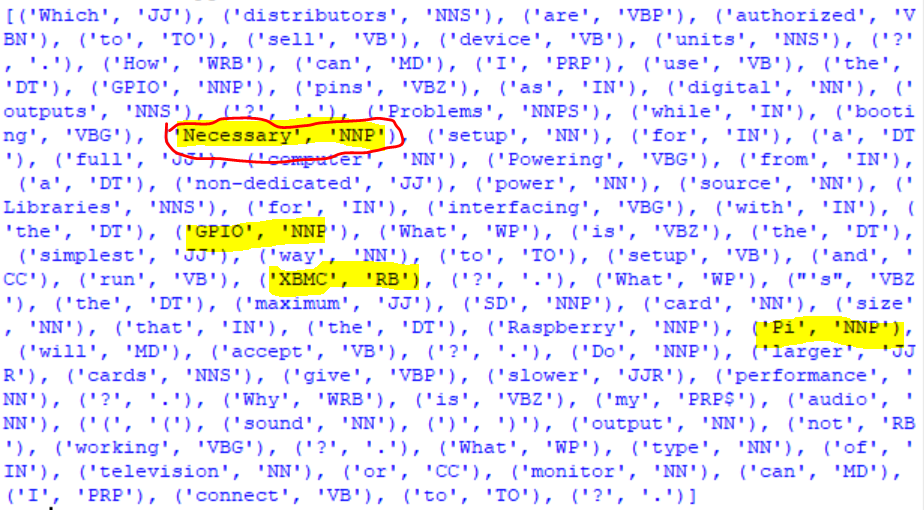 [('Which', 'JJ'), ('distributors', 'NNS'), ('are', 'VBP'), ('authorized', 'V
BN'), ('to', 'TO'), ('sell', 'VB'), ('device', 'VB'), ('units', 'NNS'), ('?'
, '.'), ('How', 'WRB'), ('can', 'MD'), ('I', 'PRP'), ('use', 'VB'), ('the',
'DT'), ('GPIO', 'NNP'), ('pins', 'VBZ'), ('as', 'IN'), ('digital', 'NN'), ('
outputs', 'NNS'), ('?', '.'), ('Problems', 'NNPS'), ('while', 'IN'), ('booti
ng', 'VBG'), ('Necessary', 'NNP'), ('setup', 'NN'), ('for', 'IN'), ('a', 'DT
'), ('full', 'JJ'), ('computer', 'NN'), ('Powering', 'VBG'), ('from', 'IN'),
('a', 'DT'), ('non-dedicated', 'JJ'), ('power', 'NN'), ('source', 'NN'), ('
Libraries', 'NNS'), ('for', 'IN'), ('interfacing', 'VBG'), ('with', 'IN'), (
'the', 'DT'), ('GPIO', 'NNP'), ('What', 'WP'), ('is', 'VBZ'), ('the', 'DT'),
('simplest', 'JJ'), ('way', 'NN'), ('to', 'TO'), ('setup', 'VB'), ('and', '
CC'), ('run', 'VB'), ('XBMC', 'RB'), ('?', '.'), ('What', 'WP'), ("'s", 'VBZ
'), ('the', 'DT'), ('maximum', 'JJ'), ('SD', 'NNP'), ('card', 'NN'), ('size'
, 'NN'), ('that', 'IN'), ('the', 'DT'), ('Raspberry', 'NNP'), ('Pi', 'NNP'),
('will', 'MD'), ('accept', 'VB'), ('?', '.'), ('Do', 'NNP'), ('larger', 'JJ
R'), ('cards', 'NNS'), ('give', 'VBP'), ('slower', 'JJR'), ('performance', '
NN'), ('?', '.'), ('Why', 'WRB'), ('is', 'VBZ'), ('my', 'PRP$'), ('audio', '
NN'), ('(', '('), ('sound', 'NN'), (')', ')'), ('output', 'NN'), ('not', 'RB
'), ('working', 'VBG'), ('?', '.'), ('What', 'WP'), ('type', 'NN'), ('of', '
IN'), ('television', 'NN'), ('or', 'CC'), ('monitor', 'NN'), ('can', 'MD'),
('I', 'PRP'), ('connect', 'VB'), ('to', 'TO'), ('?', '.')]